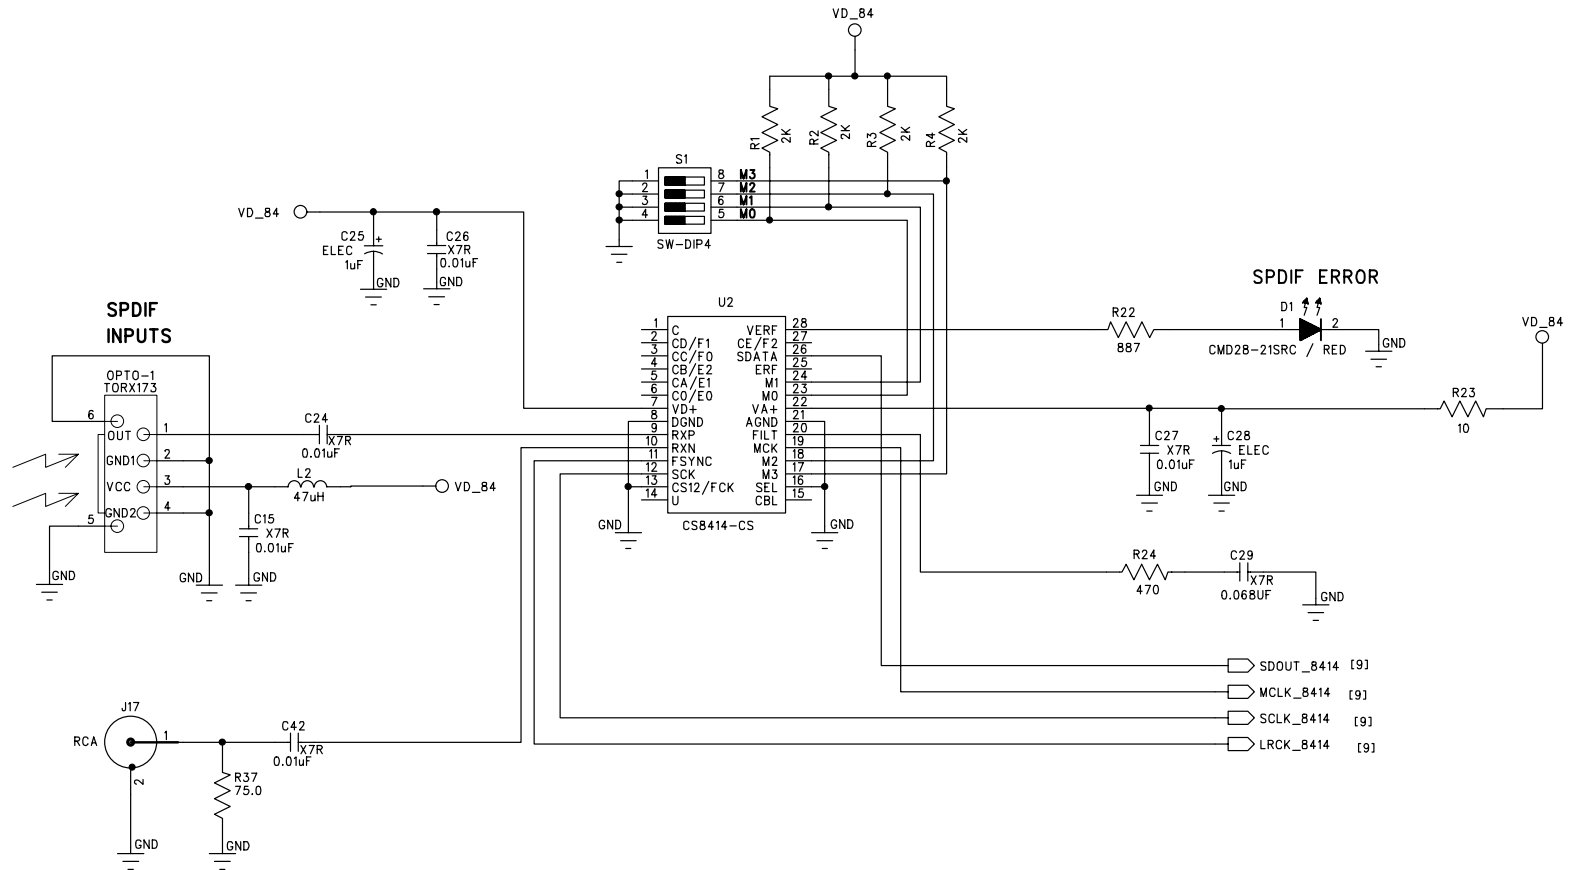 VD_84
R1
2K
R2
2K
R3
2K
R4
2K
S1
1
2
3
4
8
7
6
5
M3
M2
M1
M0
SW-DIP4
VD_84
C25
+
ELEC
1uF
GND
C26
X7R
0.01uF
GND
SPDIF
INPUTS
OPTO-1
TORX173
6
OUT
1
GND1
2
VCC
3
GND2
4
5
GND
GND
C24
X7R
0.01uF
L2
47uH
VD_84
C15
X7R
0.01uF
GND
U2
1 C
2 CD/F1
3 CC/F0
4 CB/E2
5 CA/E1
6 C0/E0
7 VD+
8 DGND
9 RXP
10 RXN
11 FSYNC
12 SCK
13 CS12/FCK
14 U
VERF 28
CE/F2 27
SDATA 26
ERF 25
M1 24
M0 23
VA+ 22
AGND 21
FILT 20
MCK 19
M2 18
M3 17
SEL 16
CBL 15
CS8414-CS
GND
GND
SPDIF ERROR
R22
887
D1
1
2
CMD28-21SRC / RED
GND
VD_84
R23
10
C27
X7R
0.01uF
GND
C28
+
ELEC
1uF
GND
R24
470
C29
X7R
0.068UF
GND
SDOUT_8414 [9]
MCLK_8414 [9]
SCLK_8414 [9]
LRCK_8414 [9]
J17
RCA
1
2
GND
C42
X7R
0.01uF
R37
75.0
GND